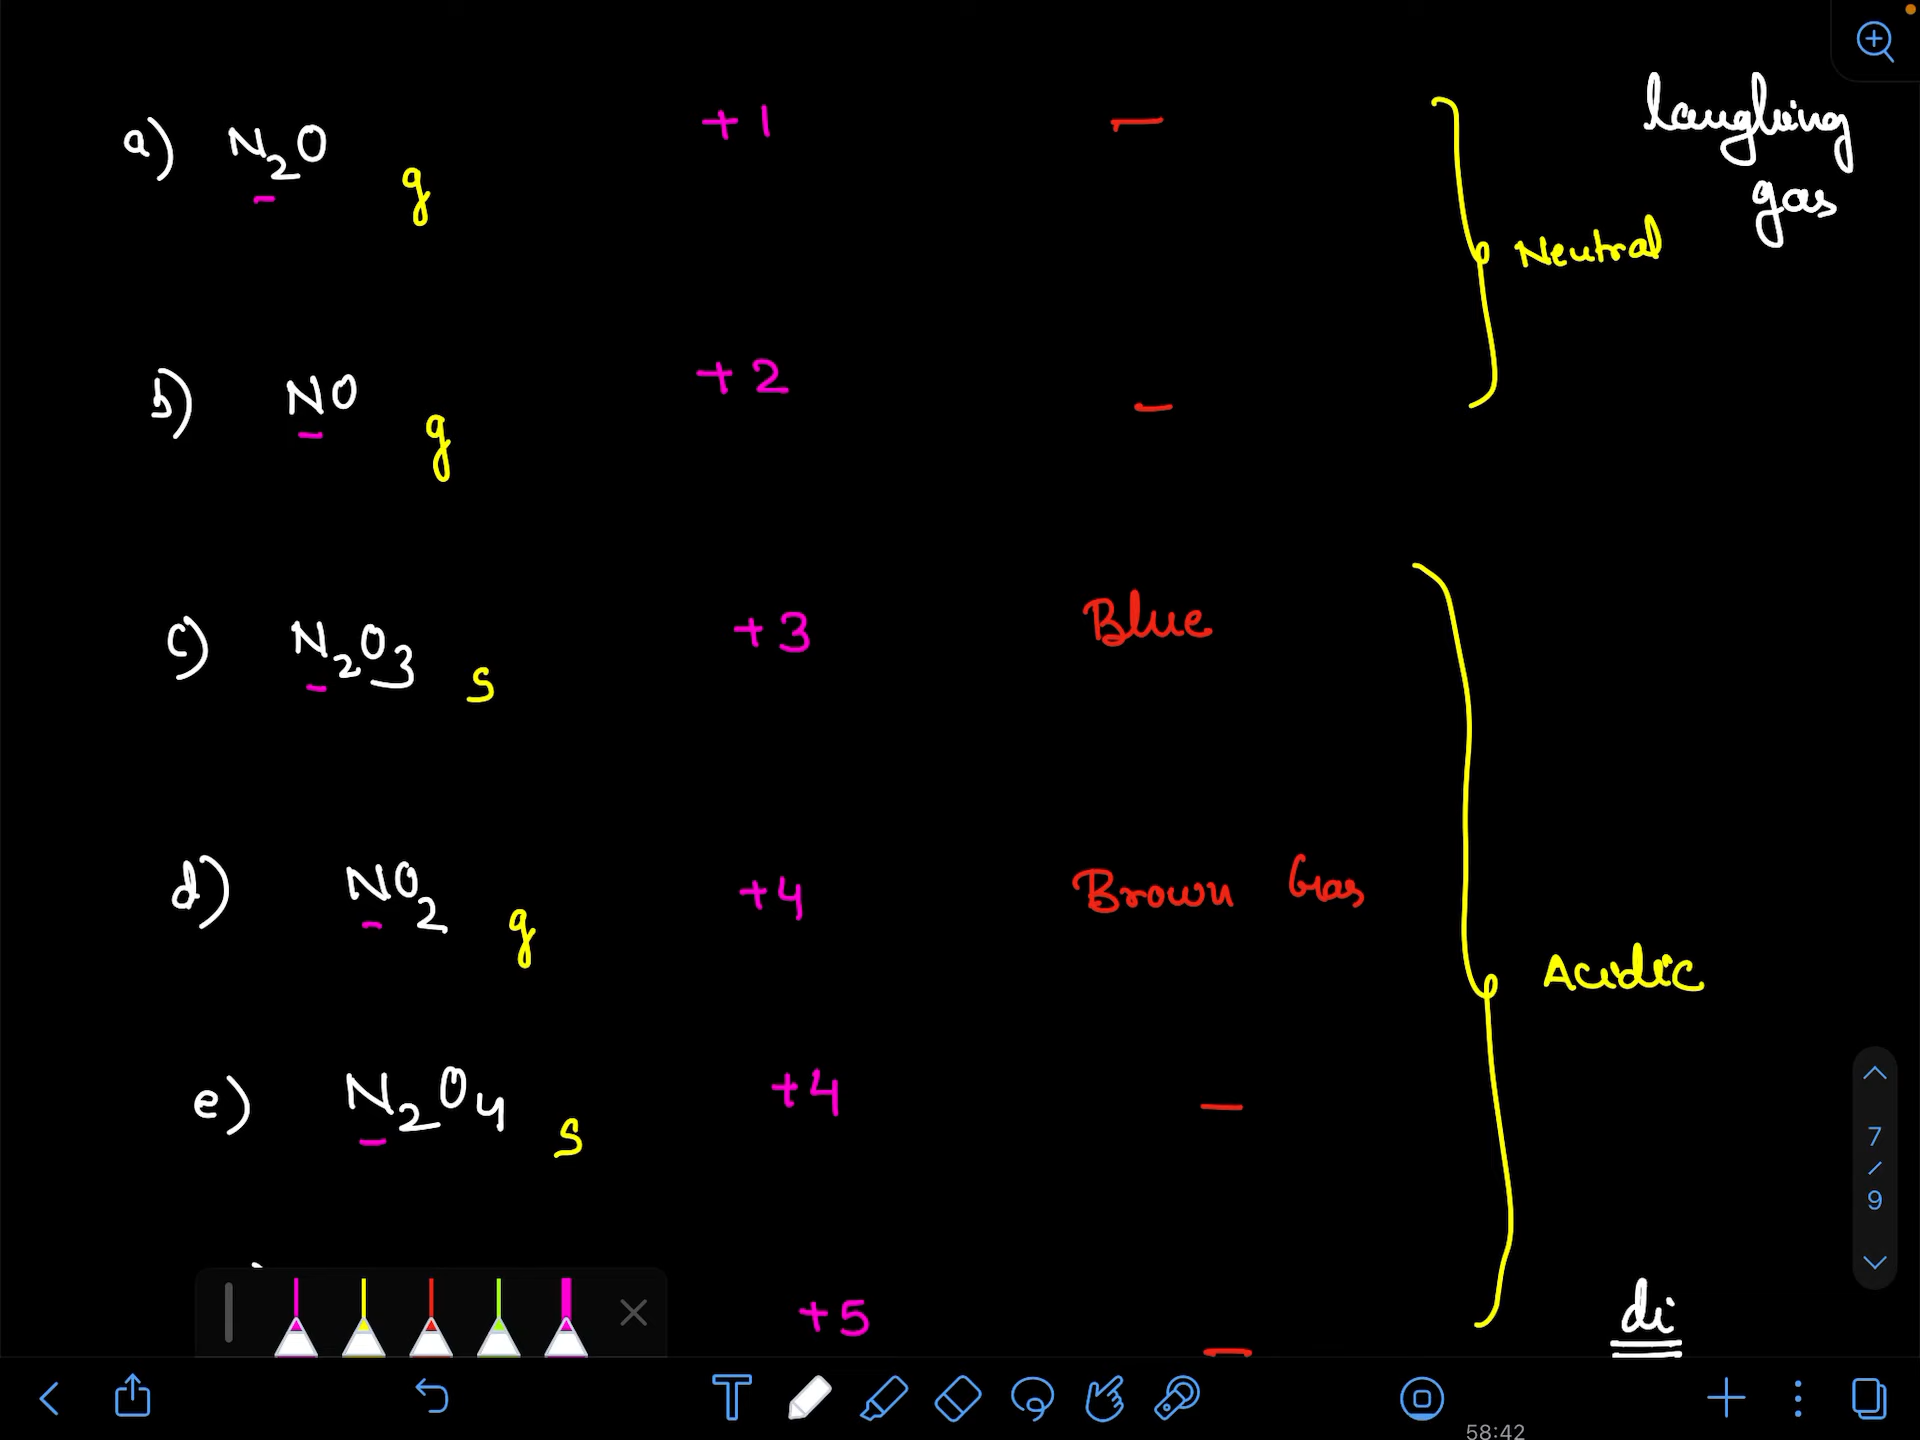 a) N₂O g +1 — laughing
gas
Neutral
b) NO g +2 —
c) N₂O₃ s +3 Blue
d) NO₂ g +4 Brown Gas
Acidic
e) N₂O₄ s +4 —
+5 —
di
7
/
9
58:42